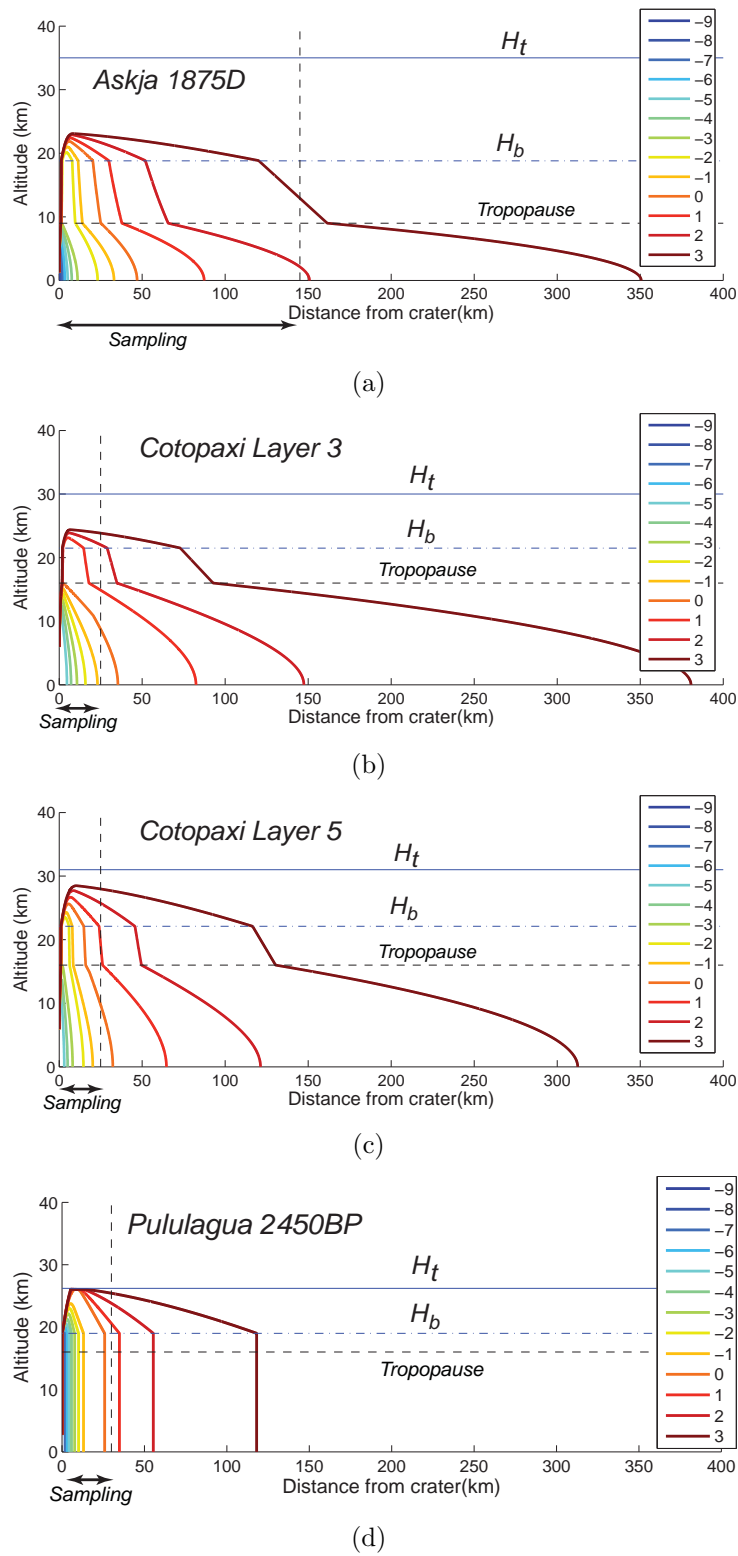 Askja 1875D
H_t
H_b
Tropopause
Altitude (km)
40
30
20
10
0
0 50 100 150 200 250 300 350 400
Distance from crater(km)
Sampling
−9
−8
−7
−6
−5
−4
−3
−2
−1
0
1
2
3
(a)
Cotopaxi Layer 3
H_t
H_b
Tropopause
Altitude (km)
40
30
20
10
0
0 50 100 150 200 250 300 350 400
Distance from crater(km)
Sampling
−9
−8
−7
−6
−5
−4
−3
−2
−1
0
1
2
3
(b)
Cotopaxi Layer 5
H_t
H_b
Tropopause
Altitude (km)
40
30
20
10
0
0 50 100 150 200 250 300 350 400
Distance from crater(km)
Sampling
−9
−8
−7
−6
−5
−4
−3
−2
−1
0
1
2
3
(c)
Pululagua 2450BP
H_t
H_b
Tropopause
Altitude (km)
40
30
20
10
0
0 50 100 150 200 250 300 350 400
Distance from crater(km)
Sampling
−9
−8
−7
−6
−5
−4
−3
−2
−1
0
1
2
3
(d)